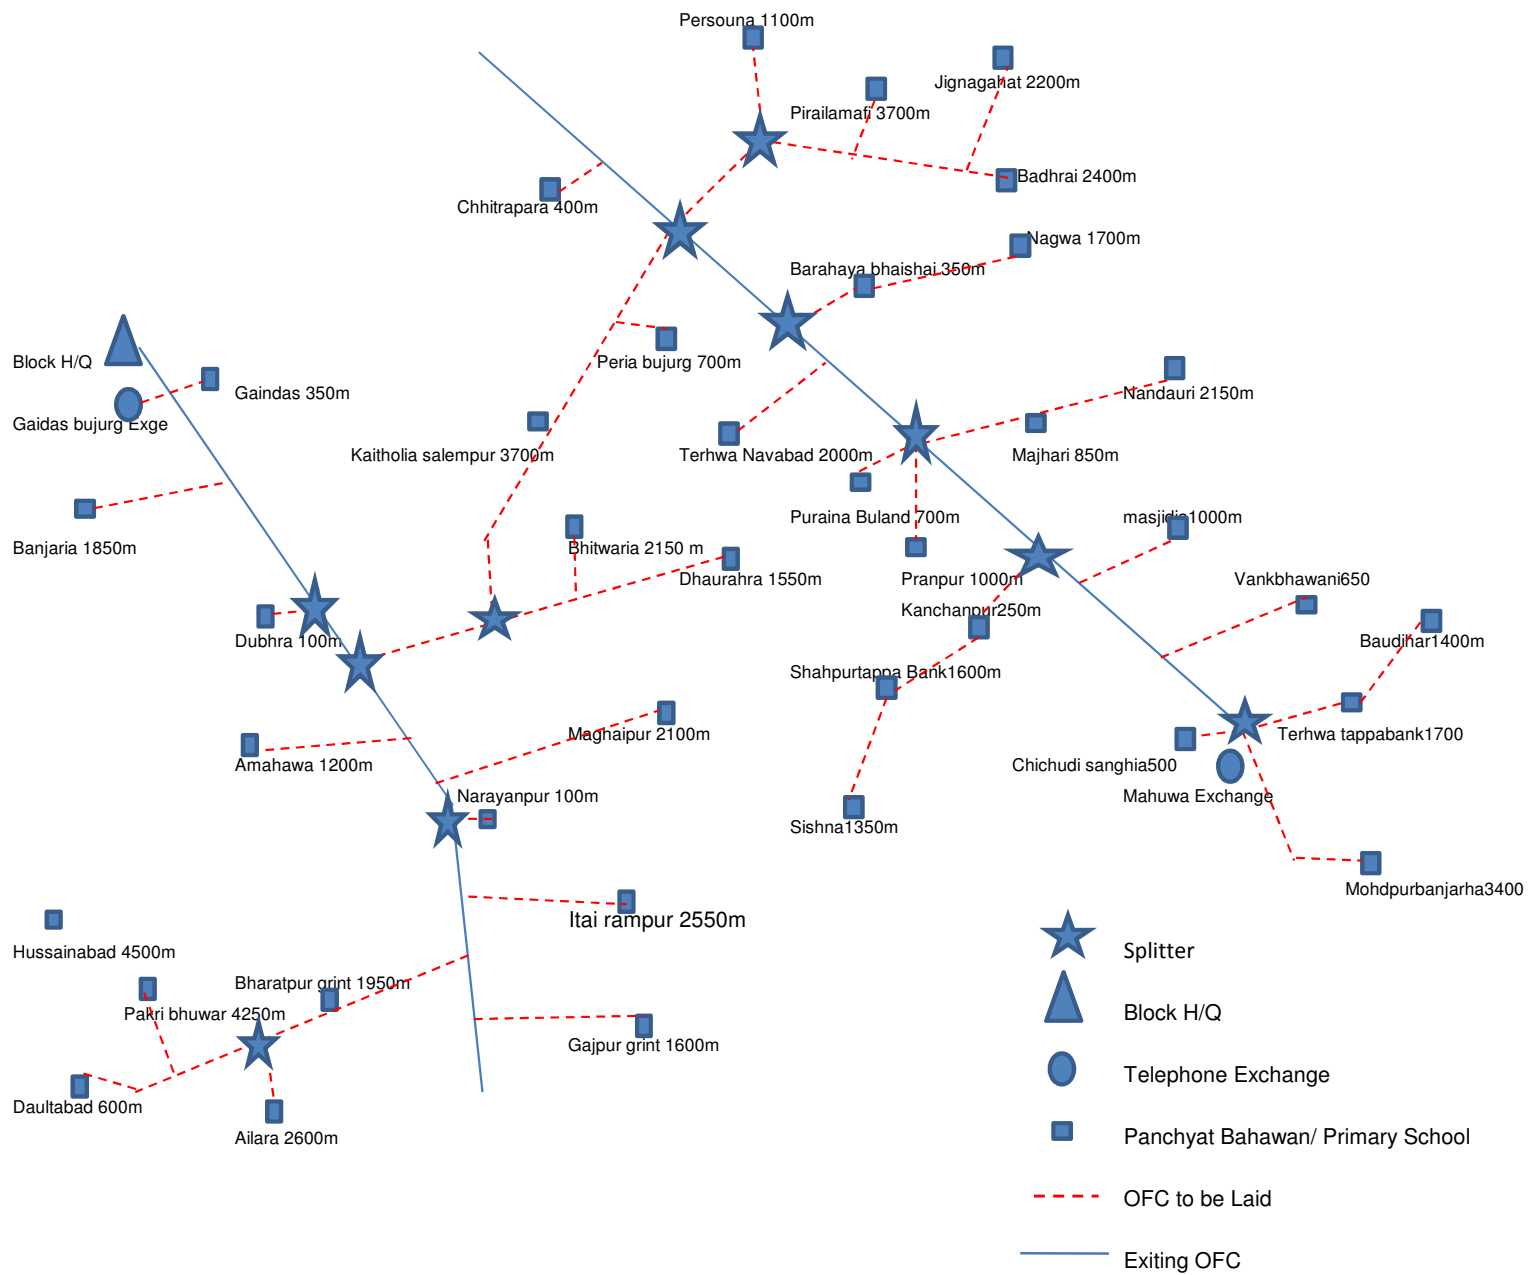 Persouna 1100m
Jignagahat 2200m
Pirailamafi 3700m
Badhrai 2400m
Chhitrapara 400m
Nagwa 1700m
Barahaya bhaishai 350m
Block H/Q
Peria bujurg 700m
Gaindas 350m
Nandauri 2150m
Gaidas bujurg Exge
Kaitholia salempur 3700m
Terhwa Navabad 2000m
Majhari 850m
Puraina Buland 700m
masjidia1000m
Banjaria 1850m
Bhitwaria 2150 m
Dhaurahra 1550m
Pranpur 1000m
Vankbhawani650
Kanchanpur250m
Dubhra 100m
Baudihar1400m
Shahpurtappa Bank1600m
Maghaipur 2100m
Terhwa tappabank1700
Amahawa 1200m
Chichudi sanghia500
Narayanpur 100m
Mahuwa Exchange
Sishna1350m
Mohdpurbanjarha3400
Itai rampur 2550m
Hussainabad 4500m
Splitter
Bharatpur grint 1950m
Pakri bhuwar 4250m
Block H/Q
Gajpur grint 1600m
Telephone Exchange
Daultabad 600m
Ailara 2600m
Panchyat Bahawan/ Primary School
OFC to be Laid
Exiting OFC